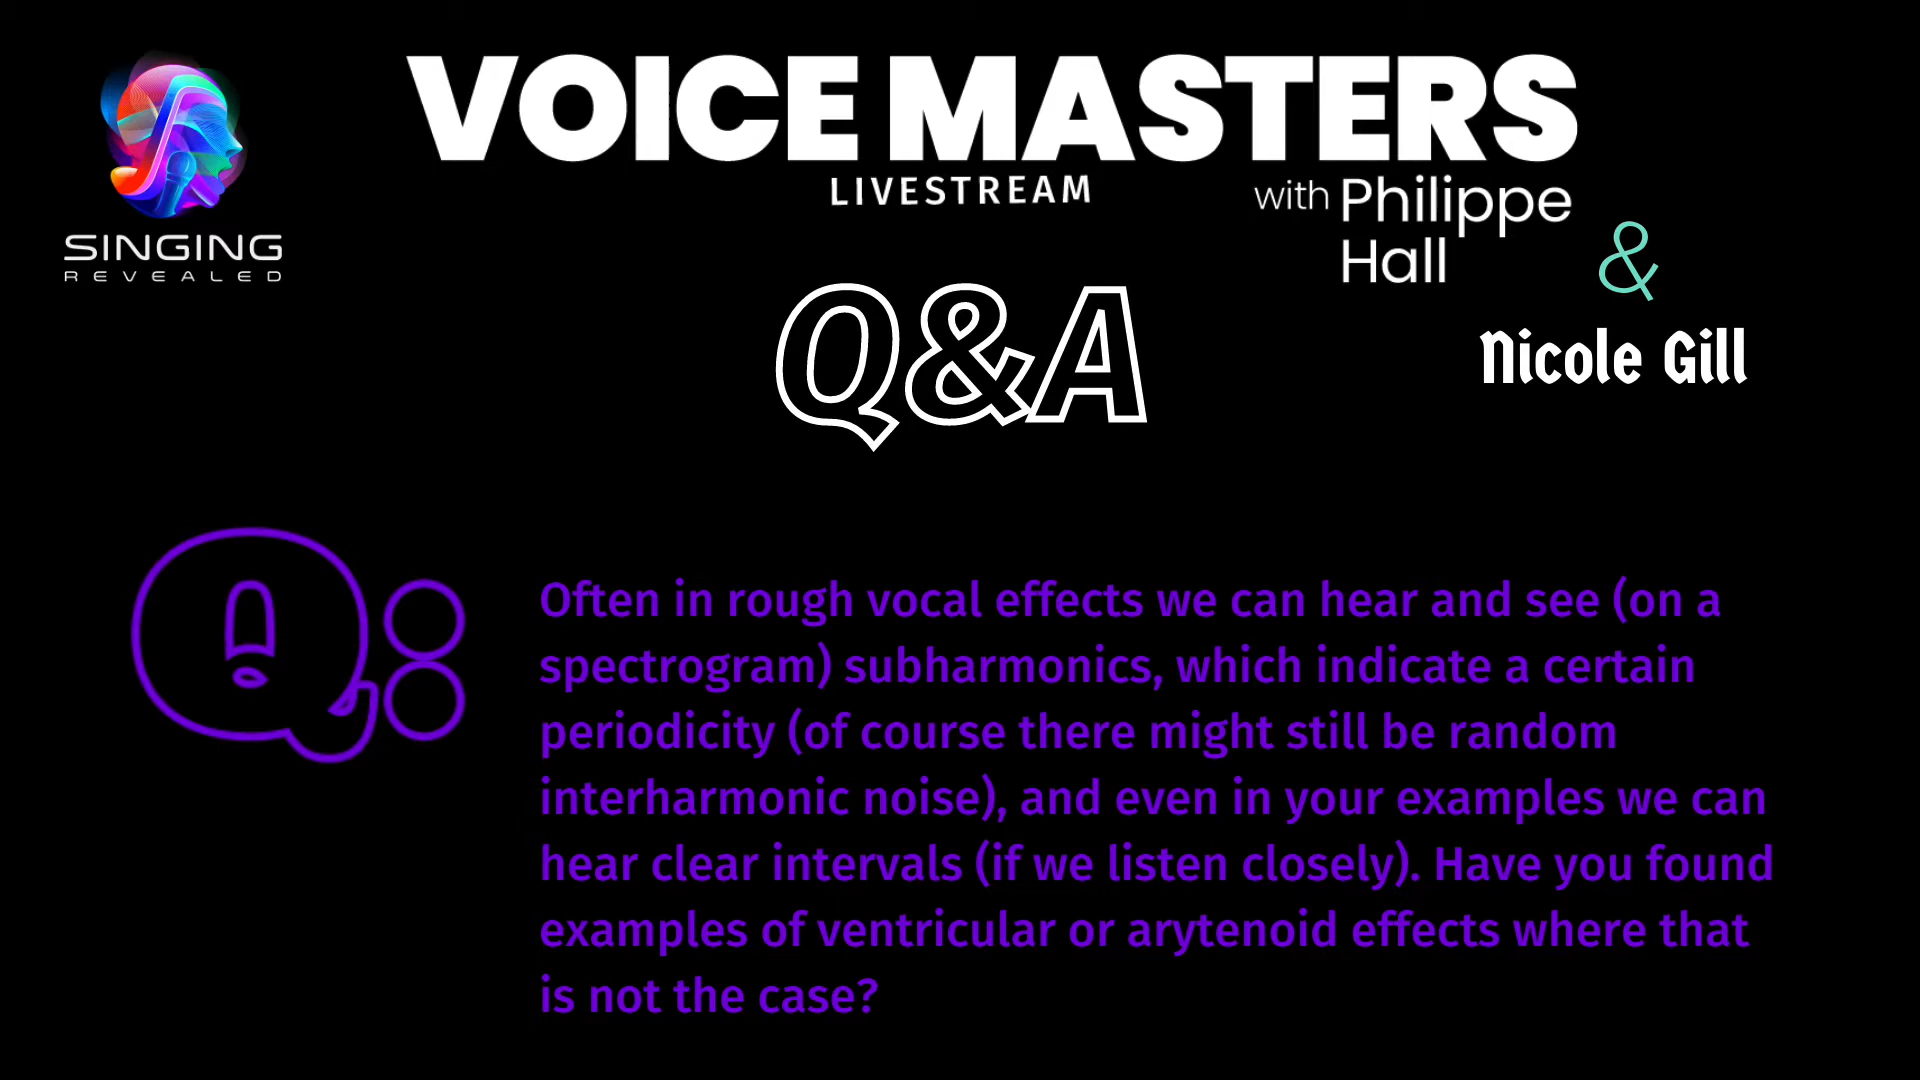 SINGING
REVEALED
VOICE MASTERS
LIVESTREAM
with Philippe
Hall
&
Nicole Gill
Q&A
Q:
Often in rough vocal effects we can hear and see (on a
spectrogram) subharmonics, which indicate a certain
periodicity (of course there might still be random
interharmonic noise), and even in your examples we can
hear clear intervals (if we listen closely). Have you found
examples of ventricular or arytenoid effects where that
is not the case?